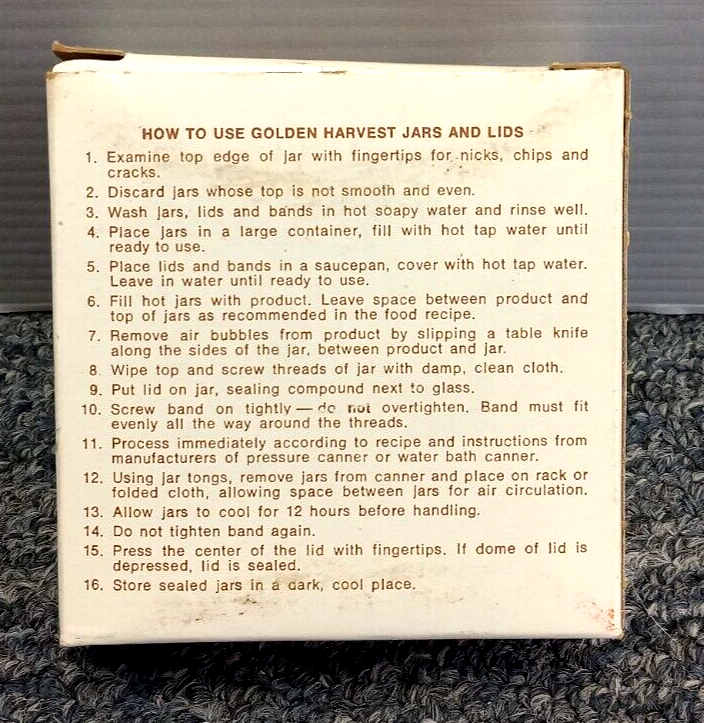 HOW TO USE GOLDEN HARVEST JARS AND LIDS
1. Examine top edge of jar with fingertips for nicks, chips and
cracks.
2. Discard jars whose top is not smooth and even.
3. Wash jars, lids and bands in hot soapy water and rinse well.
4. Place jars in a large container, fill with hot tap water until
ready to use.
5. Place lids and bands in a saucepan, cover with hot tap water.
Leave in water until ready to use.
6. Fill hot jars with product. Leave space between product and
top of jars as recommended in the food recipe.
7. Remove air bubbles from product by slipping a table knife
along the sides of the jar, between product and jar.
8. Wipe top and screw threads of jar with damp, clean cloth.
9. Put lid on jar, sealing compound next to glass.
10. Screw band on tightly — do not overtighten. Band must fit
evenly all the way around the threads.
11. Process immediately according to recipe and instructions from
manufacturers of pressure canner or water bath canner.
12. Using jar tongs, remove jars from canner and place on rack or
folded cloth, allowing space between jars for air circulation.
13. Allow jars to cool for 12 hours before handling.
14. Do not tighten band again.
15. Press the center of the lid with fingertips. If dome of lid is
depressed, lid is sealed.
16. Store sealed jars in a dark, cool place.